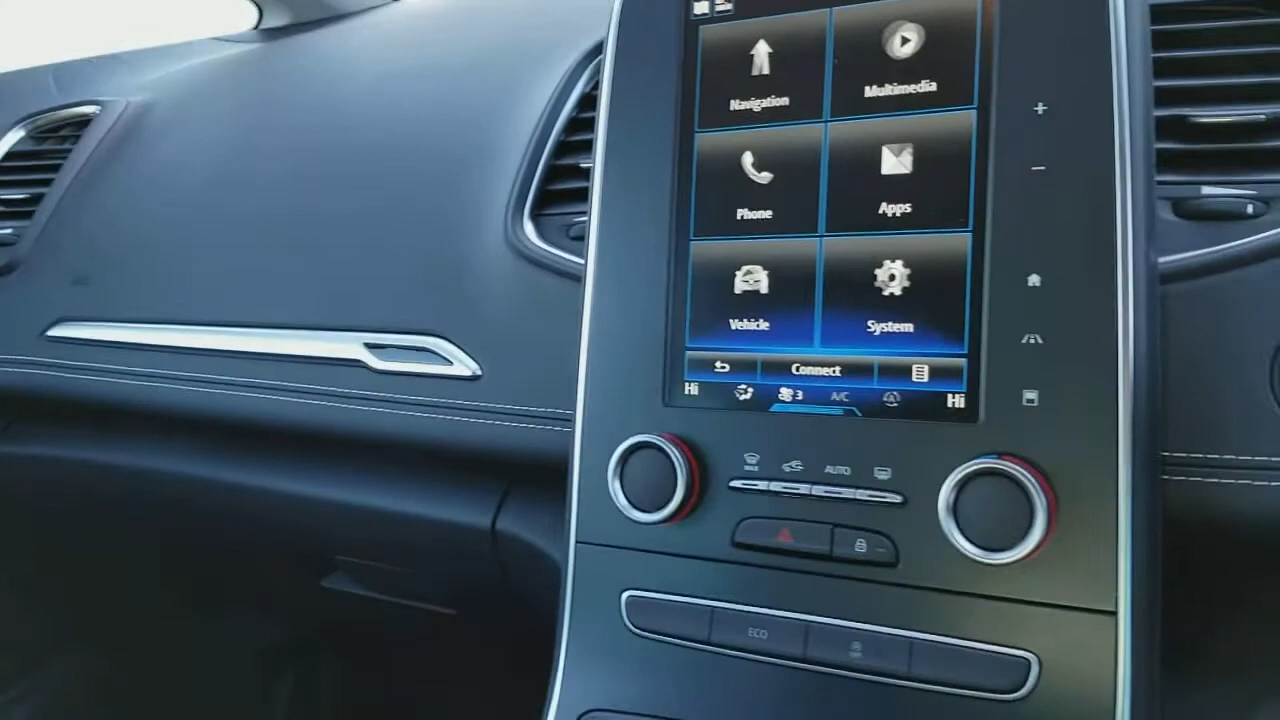 Navigation
Multimedia
Phone
Apps
Vehicle
System
Connect
Hi
3
A/C
Hi
AUTO
ECO